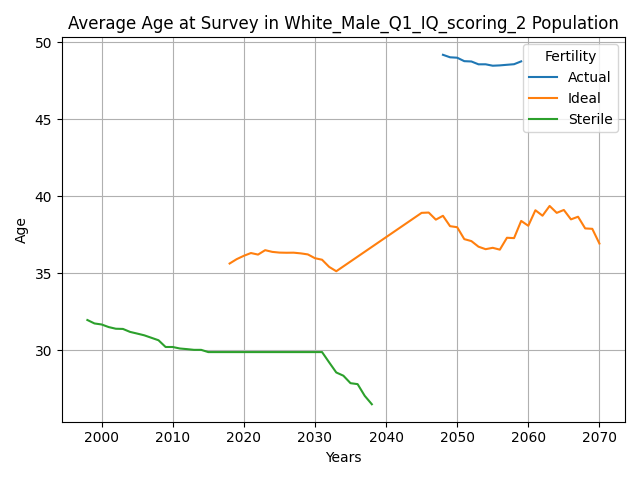 Average Age at Survey in White_Male_Q1_IQ_scoring_2 Population
50
45
40
35
30
Age
Fertility
Actual
Ideal
Sterile
2000 2010 2020 2030 2040 2050 2060 2070
Years